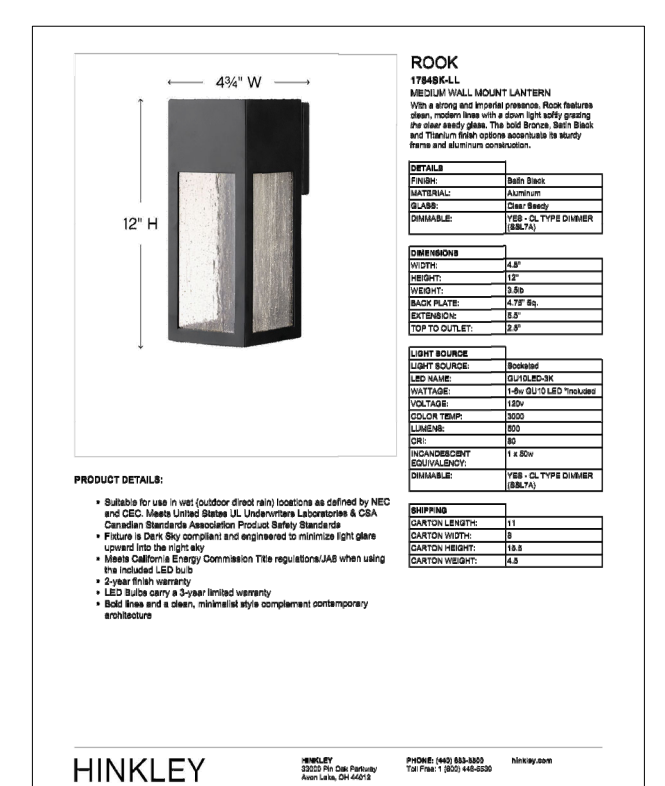 4¾" W
12" H
ROOK
1784SK-LL
MEDIUM WALL MOUNT LANTERN
With a strong and imperial presence, Rook features
clean, modern lines with a down light softly grazing
the clear seedy glass. The bold Bronze, Satin Black
and Titanium finish options accentuate its sturdy
frame and aluminum construction.
DETAILS
FINISH: Satin Black
MATERIAL: Aluminum
GLASS: Clear Seedy
DIMMABLE: YES - CL TYPE DIMMER
(SSL7A)
DIMENSIONS
WIDTH: 4.8"
HEIGHT: 12"
WEIGHT: 3.5lb
BACK PLATE: 4.75" Sq.
EXTENSION: 5.5"
TOP TO OUTLET: 2.5"
LIGHT SOURCE
LIGHT SOURCE: Socketed
LED NAME: GU10LED-3K
WATTAGE: 1-6w GU10 LED *Included
VOLTAGE: 120v
COLOR TEMP: 3000
LUMENS: 500
CRI: 80
INCANDESCENT
EQUIVALENCY: 1 x 50w
DIMMABLE: YES - CL TYPE DIMMER
(SSL7A)
SHIPPING
CARTON LENGTH: 11
CARTON WIDTH: 8
CARTON HEIGHT: 15.5
CARTON WEIGHT: 4.5
PRODUCT DETAILS:
• Suitable for use in wet (outdoor direct rain) locations as defined by NEC
and CEC. Meets United States UL Underwriters Laboratories & CSA
Canadian Standards Association Product Safety Standards
• Fixture is Dark Sky compliant and engineered to minimize light glare
upward into the night sky
• Meets California Energy Commission Title regulations/JA8 when using
the included LED bulb
• 2-year finish warranty
• LED Bulbs carry a 3-year limited warranty
• Bold lines and a clean, minimalist style complement contemporary
architecture
HINKLEY
HINKLEY
33000 Pin Oak Parkway
Avon Lake, OH 44012
PHONE: (440) 653-5500
Toll Free: 1 (800) 446-5539
hinkley.com